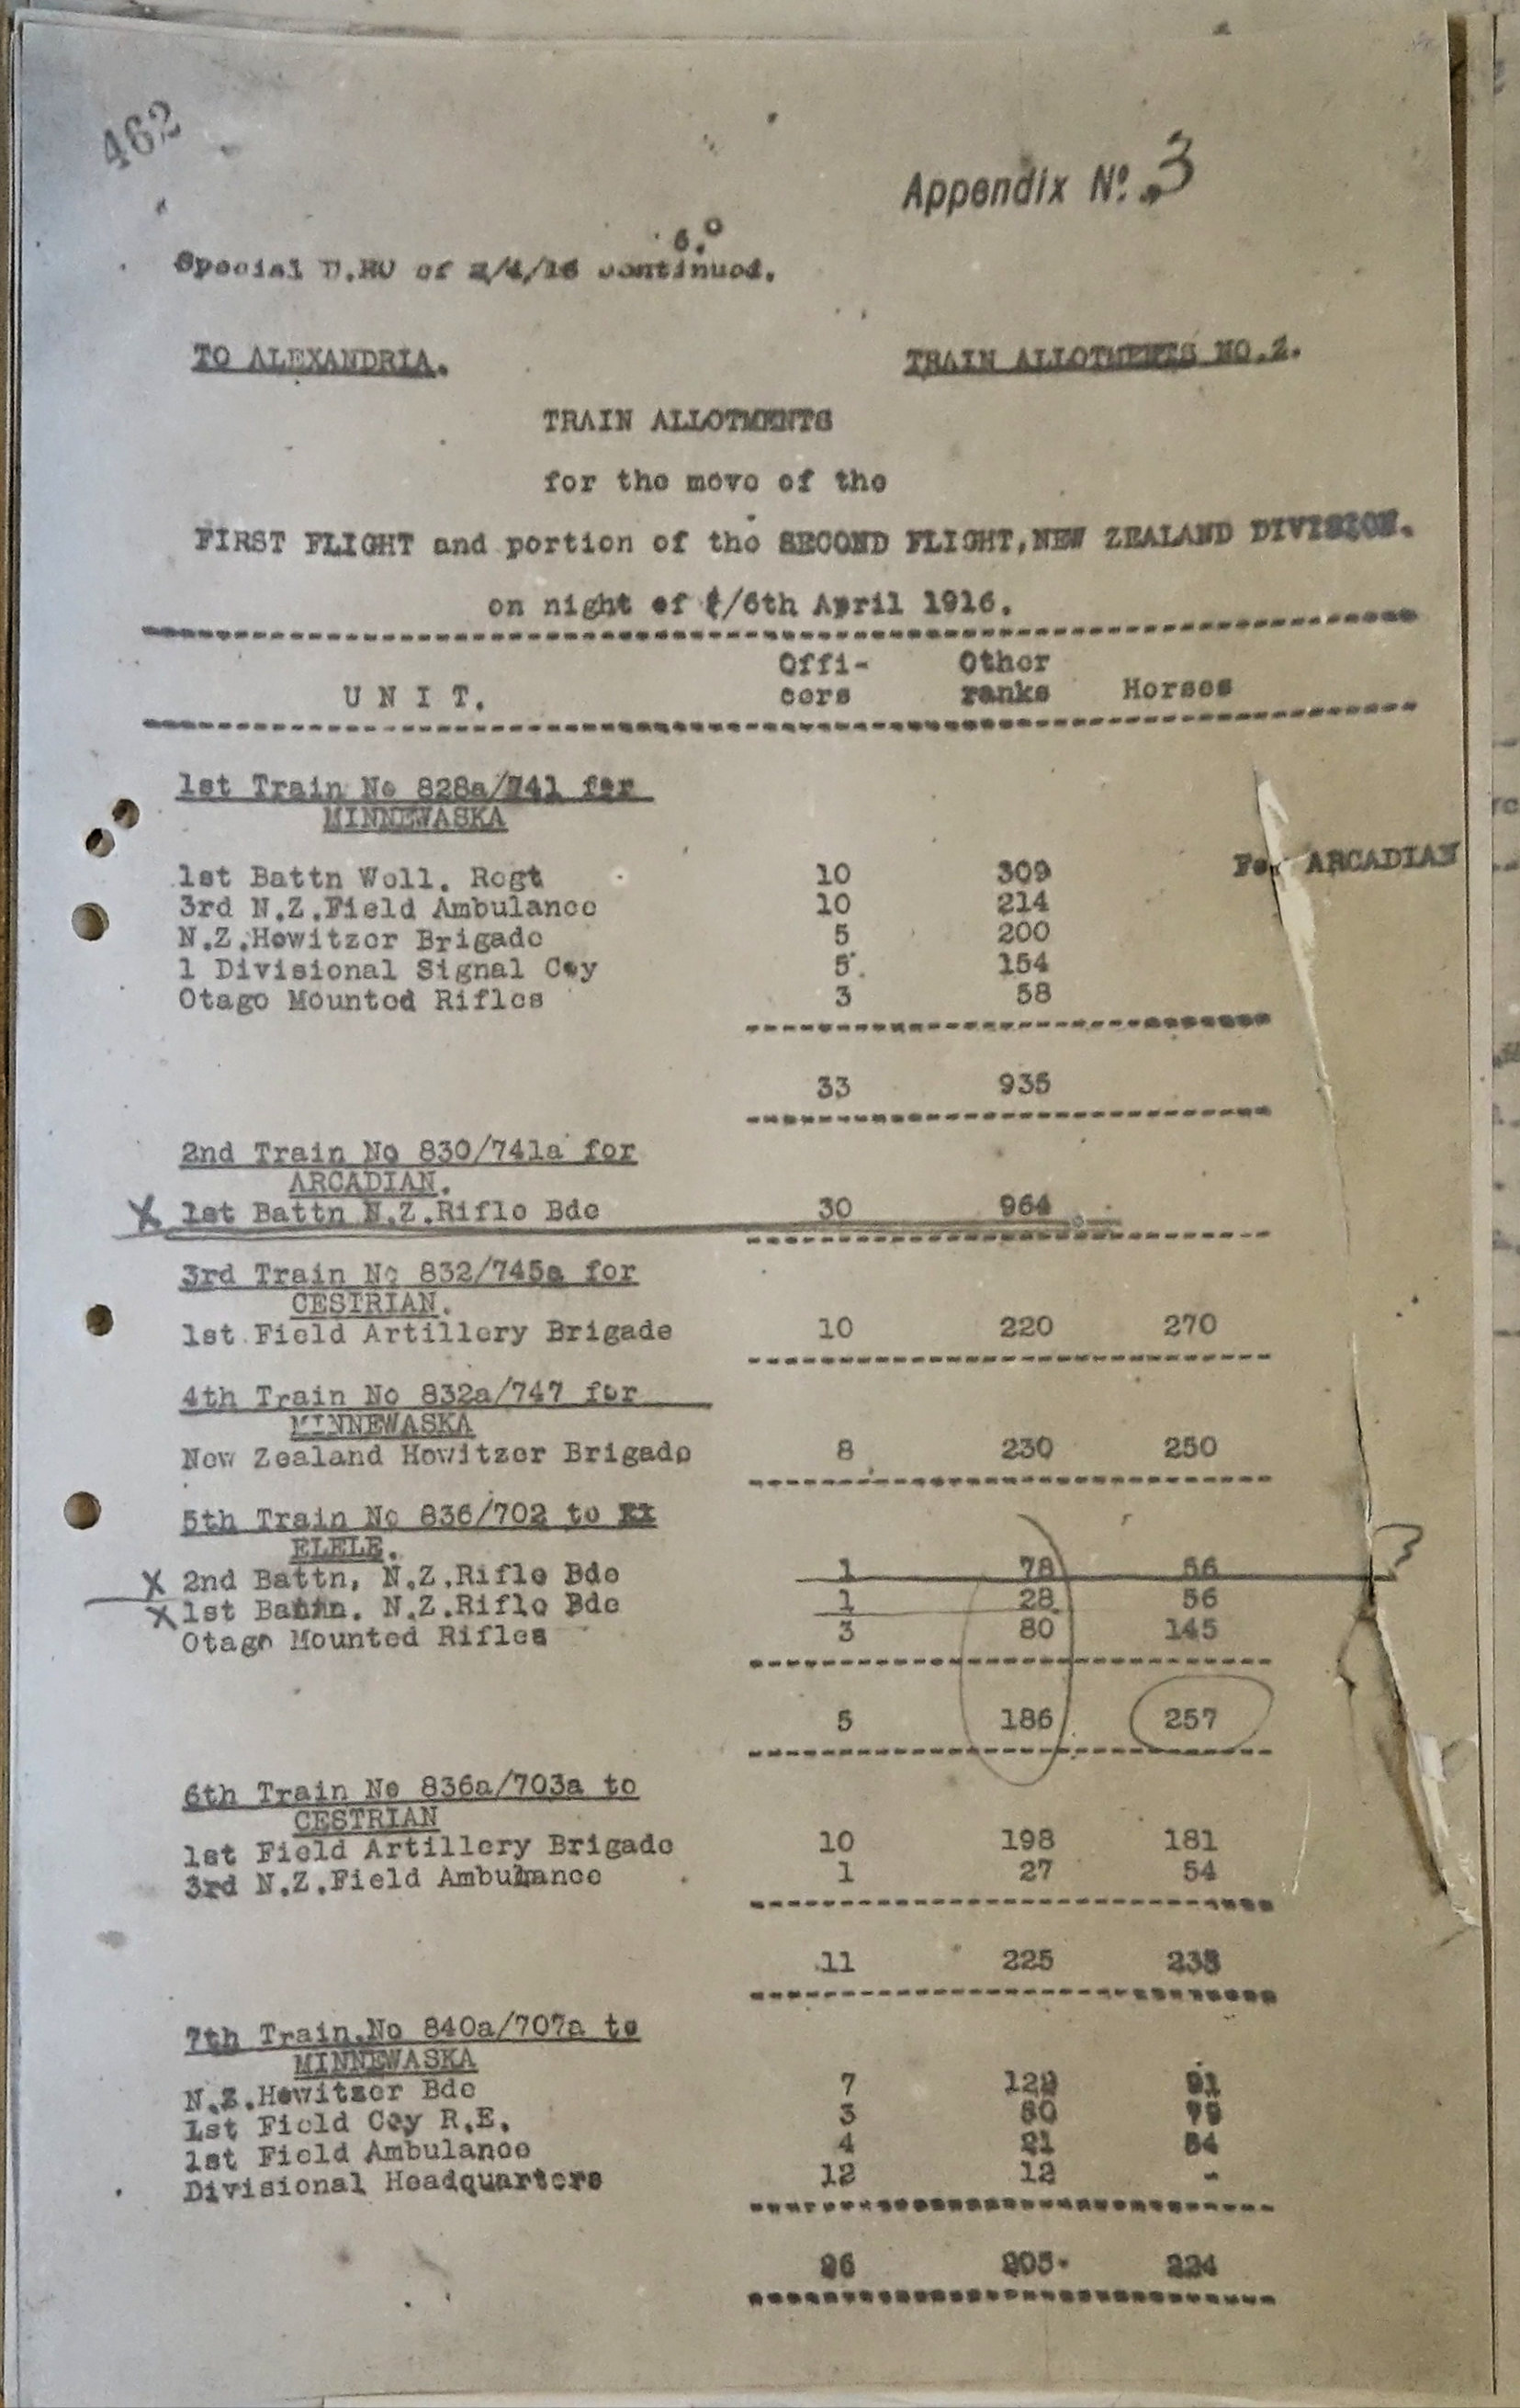 462
Appendix Nº. 3
6.0
Special D.RO of 2/4/16 continued.
TO ALEXANDRIA. TRAIN ALLOTMENTS NO.2.
TRAIN ALLOTMENTS
for the move of the
FIRST FLIGHT and portion of the SECOND FLIGHT, NEW ZEALAND DIVISION.
on night of /6th April 1916.
Offi- Other
UNIT. cers ranks Horses
1st Train No 828a/741 for
MINNEWASKA
For ARCADIAN
1st Battn Well. Regt 10 309
3rd N.Z.Field Ambulance 10 214
N.Z.Howitzer Brigade 5 200
1 Divisional Signal Coy 5 154
Otago Mounted Rifles 3 58
33 935
2nd Train No 830/741a for
ARCADIAN.
X 1st Battn N.Z.Rifle Bde 30 964
3rd Train No 832/745a for
CESTRIAN.
1st Field Artillery Brigade 10 220 270
4th Train No 832a/747 for
MINNEWASKA
New Zealand Howitzer Brigade 8 230 250
5th Train No 836/702 to
ELELE.
X 2nd Battn, N.Z.Rifle Bde 1 78 56
X 1st Battn. N.Z.Rifle Bde 1 28 56
Otago Mounted Rifles 3 80 145
5 186 257
6th Train No 836a/703a to
CESTRIAN
1st Field Artillery Brigade 10 198 181
3rd N.Z.Field Ambulance 1 27 54
11 225 235
7th Train.No 840a/707a to
MINNEWASKA
N.Z.Howitzer Bde 7 129 91
1st Field Coy R.E. 3 80 79
1st Field Ambulance 4 21 54
Divisional Headquarters 12 12 -
26 205 224